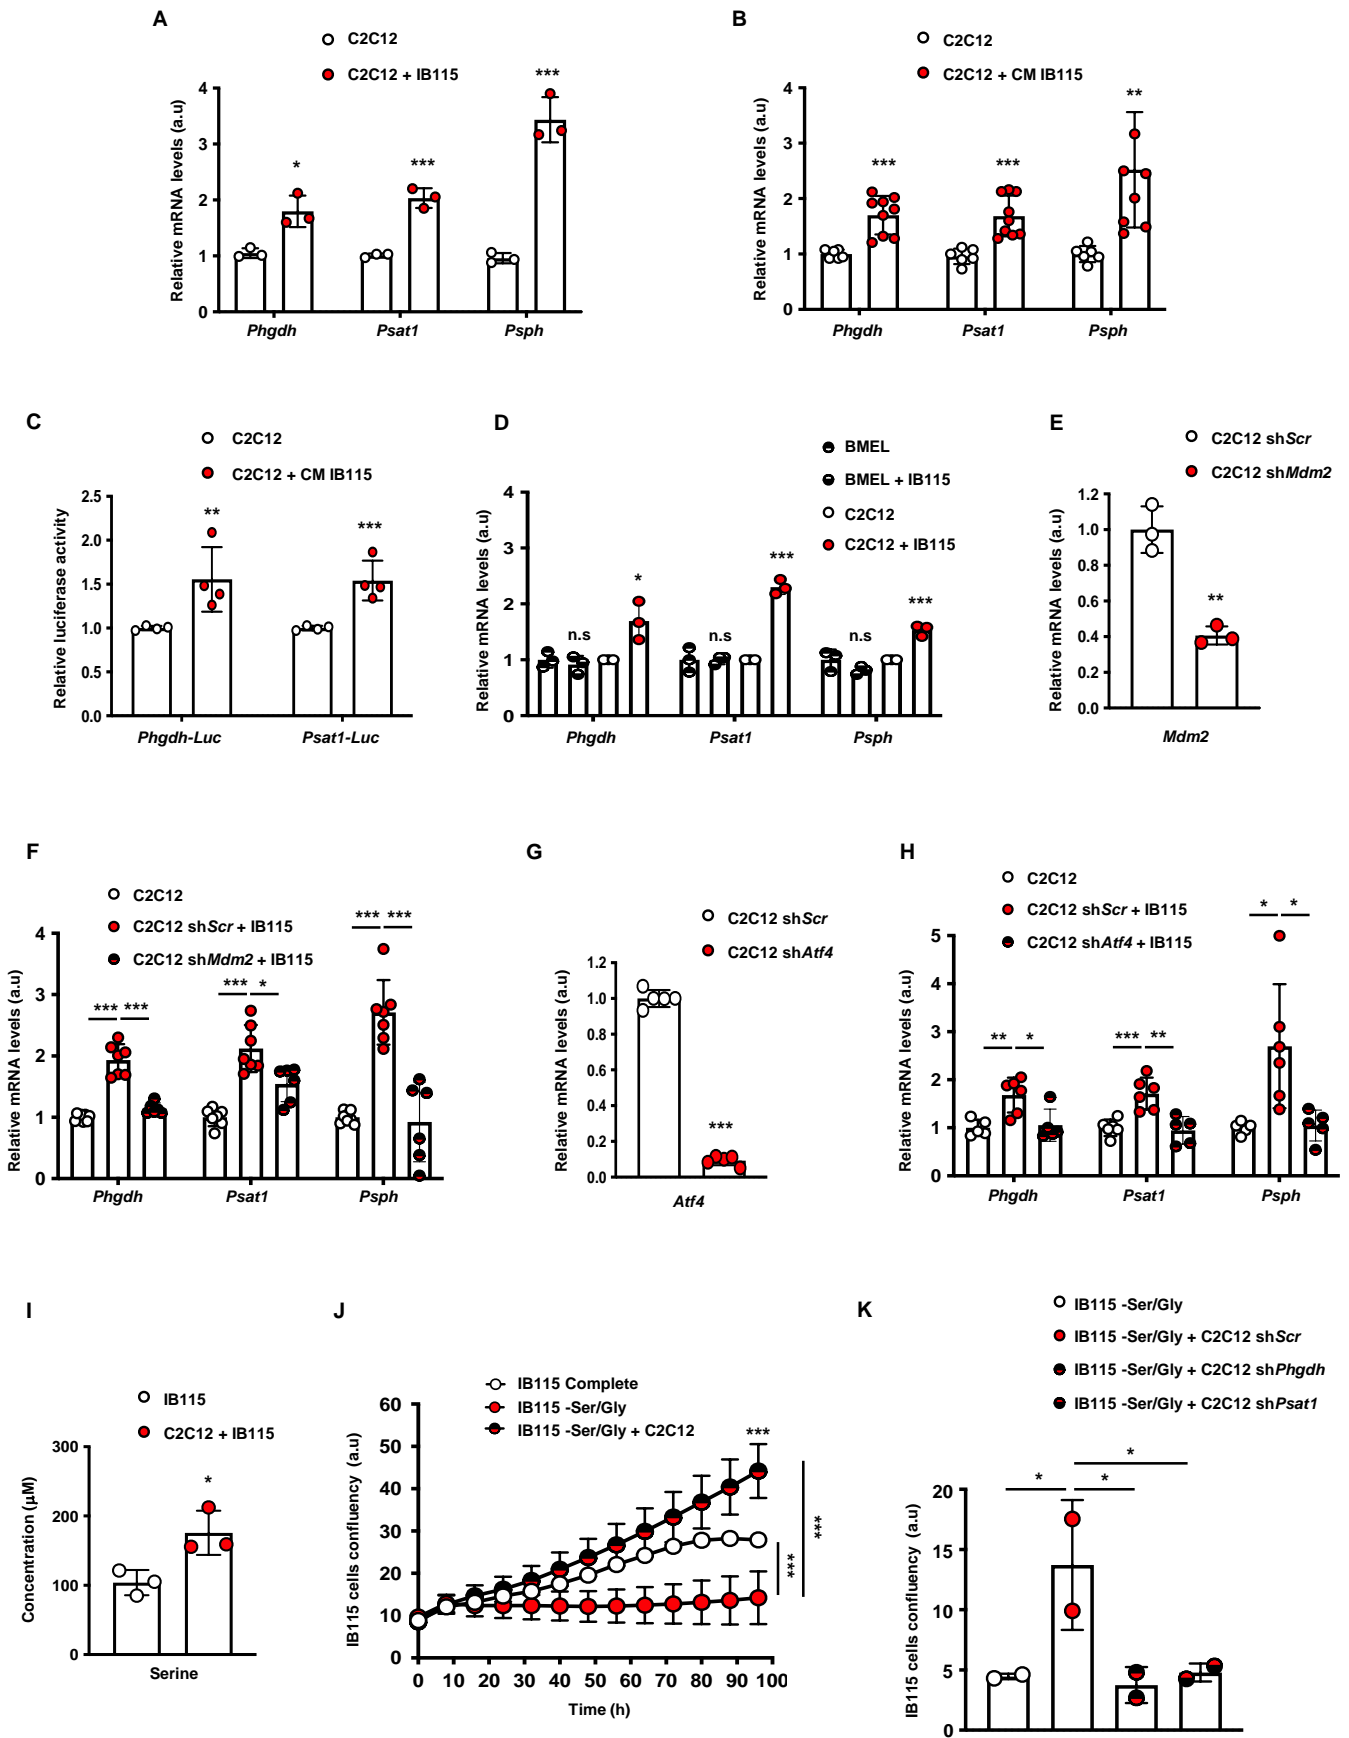 A
C2C12
C2C12 + IB115
Relative mRNA levels (a.u)
4
3
2
1
0
*
***
***
Phgdh
Psat1
Psph
B
C2C12
C2C12 + CM IB115
Relative mRNA levels (a.u)
4
3
2
1
0
***
***
**
Phgdh
Psat1
Psph
C
C2C12
C2C12 + CM IB115
Relative luciferase activity
2.5
2.0
1.5
1.0
0.5
0.0
**
***
Phgdh-Luc
Psat1-Luc
D
BMEL
BMEL + IB115
C2C12
C2C12 + IB115
Relative mRNA levels (a.u)
4
3
2
1
0
n.s
*
n.s
***
n.s
***
Phgdh
Psat1
Psph
E
C2C12 shScr
C2C12 shMdm2
Relative mRNA levels (a.u)
1.2
1.0
0.8
0.6
0.4
0.2
0.0
**
Mdm2
F
C2C12
C2C12 shScr + IB115
C2C12 shMdm2 + IB115
Relative mRNA levels (a.u)
4
3
2
1
0
*** ***
*** *
*** ***
Phgdh
Psat1
Psph
G
C2C12 shScr
C2C12 shAtf4
Relative mRNA levels (a.u)
1.2
1.0
0.8
0.6
0.4
0.2
0.0
***
Atf4
H
C2C12
C2C12 shScr + IB115
C2C12 shAtf4 + IB115
Relative mRNA levels (a.u)
5
4
3
2
1
0
** *
*** **
* *
Phgdh
Psat1
Psph
I
IB115
C2C12 + IB115
Concentration (µM)
300
200
100
0
*
Serine
J
IB115 Complete
IB115 -Ser/Gly
IB115 -Ser/Gly + C2C12
IB115 cells confluency (a.u)
60
50
40
30
20
10
0
***
***
***
0 10 20 30 40 50 60 70 80 90 100
Time (h)
K
IB115 -Ser/Gly
IB115 -Ser/Gly + C2C12 shScr
IB115 -Ser/Gly + C2C12 shPhgdh
IB115 -Ser/Gly + C2C12 shPsat1
IB115 cells confluency (a.u)
20
15
10
5
0
*
* *